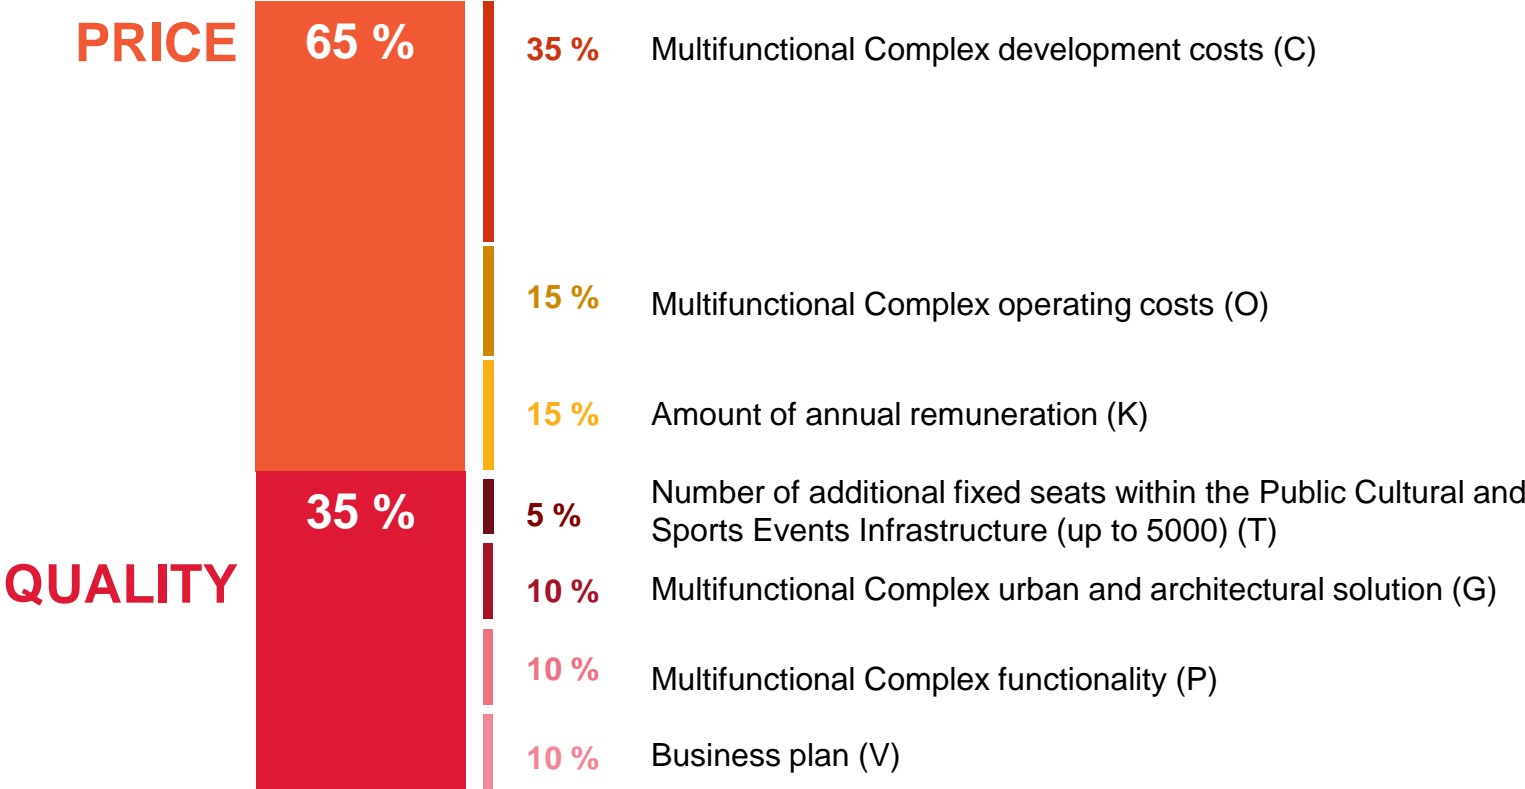 PRICE
65 %
35 % Multifunctional Complex development costs (C)
15 % Multifunctional Complex operating costs (O)
15 % Amount of annual remuneration (K)
QUALITY
35 %
5 % Number of additional fixed seats within the Public Cultural and
Sports Events Infrastructure (up to 5000) (T)
10 % Multifunctional Complex urban and architectural solution (G)
10 % Multifunctional Complex functionality (P)
10 % Business plan (V)